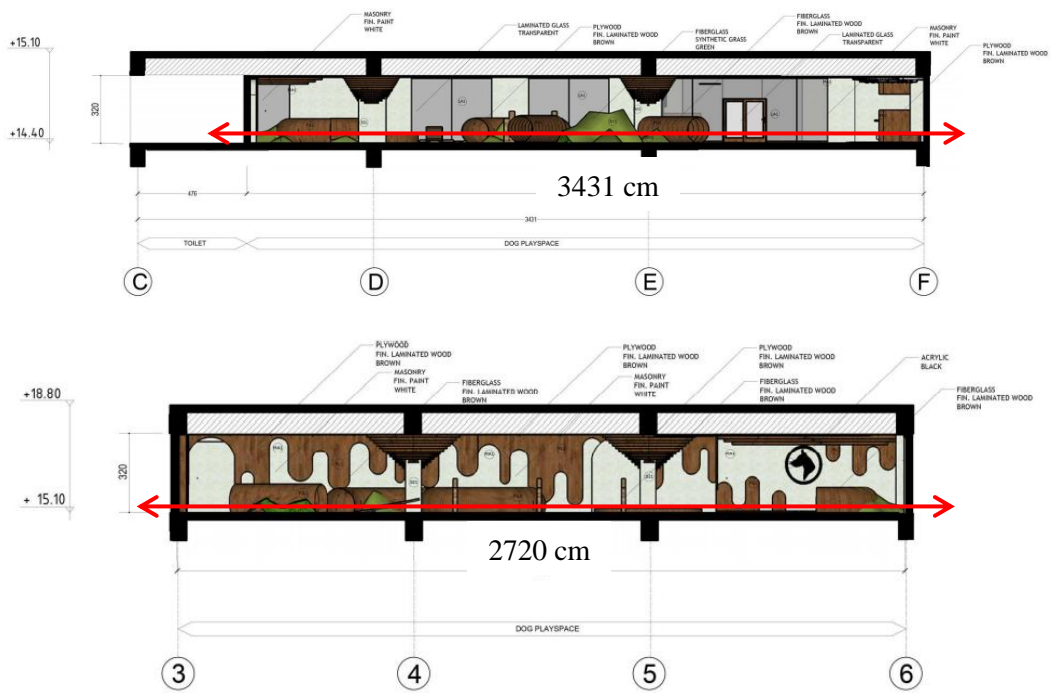 MASONRY
FIN. PAINT
WHITE
LAMINATED GLASS
TRANSPARENT
PLYWOOD
FIN. LAMINATED WOOD
BROWN
FIBERGLASS
SYNTHETIC GRASS
GREEN
FIBERGLASS
FIN. LAMINATED WOOD
BROWN
LAMINATED GLASS
TRANSPARENT
MASONRY
FIN. PAINT
WHITE
PLYWOOD
FIN. LAMINATED WOOD
BROWN
+15.10
320
+14.40
3431 cm
476
3431
TOILET
DOG PLAYSPACE
C
D
E
F
PLYWOOD
FIN. LAMINATED WOOD
BROWN
MASONRY
FIN. PAINT
WHITE
FIBERGLASS
FIN. LAMINATED WOOD
BROWN
PLYWOOD
FIN. LAMINATED WOOD
BROWN
MASONRY
FIN. PAINT
WHITE
PLYWOOD
FIN. LAMINATED WOOD
BROWN
FIBERGLASS
FIN. LAMINATED WOOD
BROWN
ACRYLIC
BLACK
FIBERGLASS
FIN. LAMINATED WOOD
BROWN
+18.80
320
+ 15.10
2720 cm
DOG PLAYSPACE
3
4
5
6